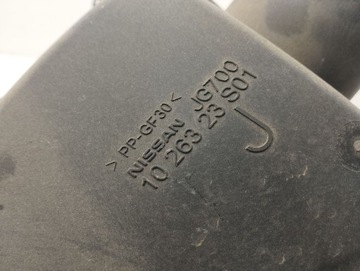 > PP-GF30 <
NISSAN JG700
10 263 23 S01
J